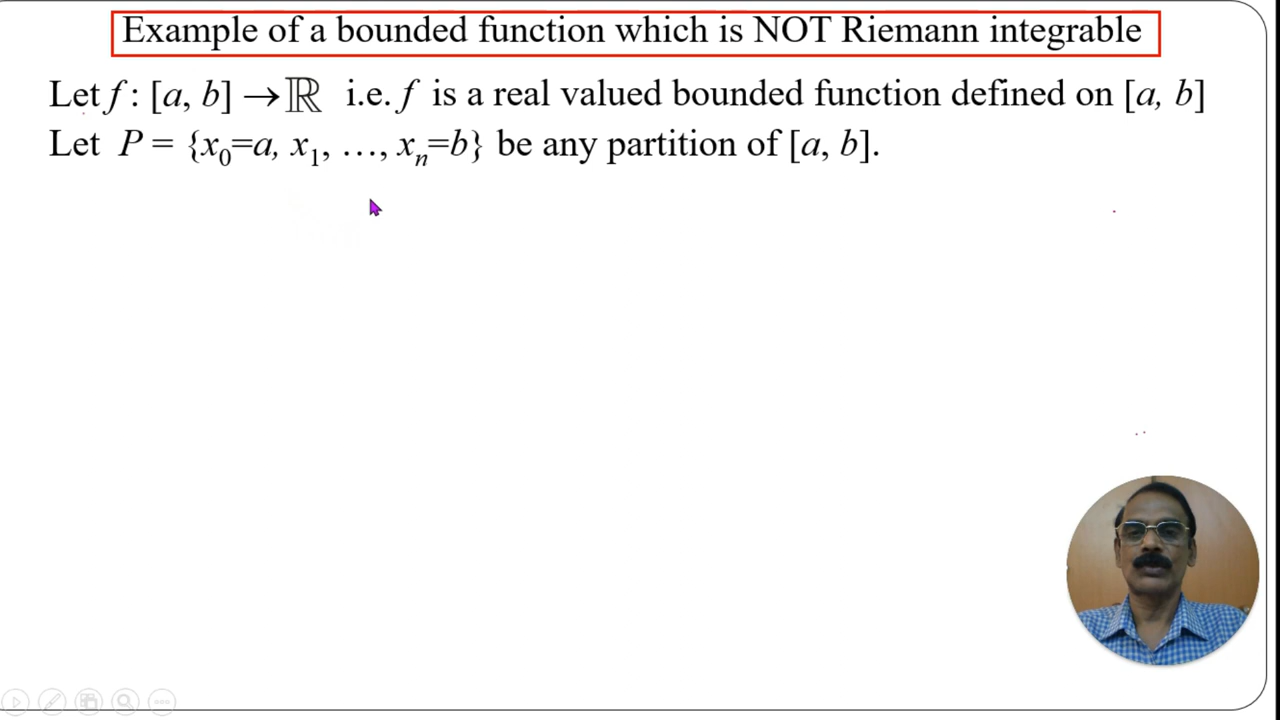 Example of a bounded function which is NOT Riemann integrable
Let f : [a, b] → ℝ i.e. f is a real valued bounded function defined on [a, b]
Let P = {x₀=a, x₁, …, xₙ=b} be any partition of [a, b].